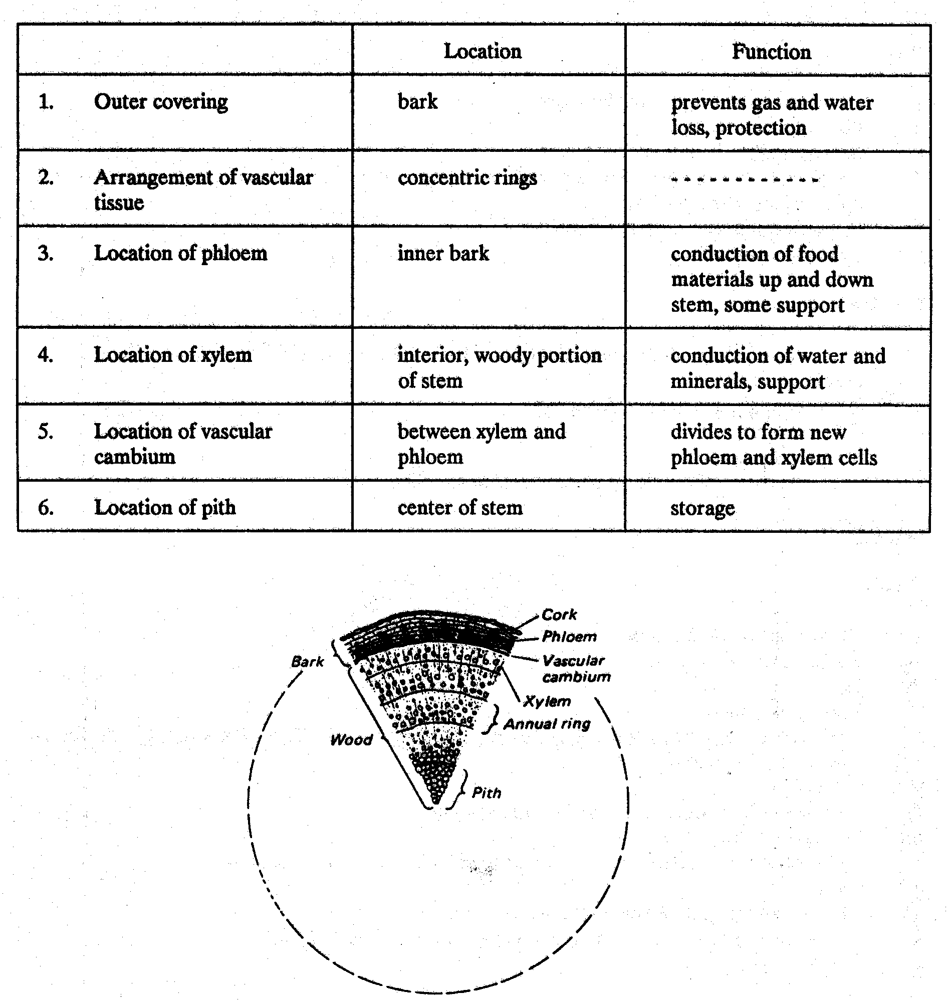 Location Function
1. Outer covering bark prevents gas and water
loss, protection
2. Arrangement of vascular concentric rings - - - - - - - - - - - -
tissue
3. Location of phloem inner bark conduction of food
materials up and down
stem, some support
4. Location of xylem interior, woody portion conduction of water and
of stem minerals, support
5. Location of vascular between xylem and divides to form new
cambium phloem phloem and xylem cells
6. Location of pith center of stem storage
Cork
Phloem
Bark
Vascular
cambium
Xylem
Annual ring
Wood
Pith